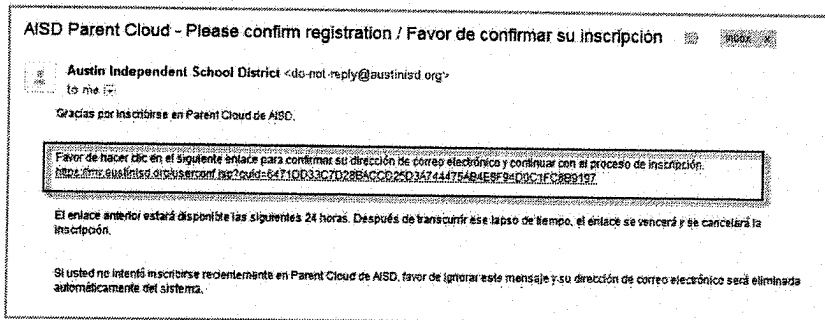 AISD Parent Cloud - Please confirm registration / Favor de confirmar su inscripción
Inbox x
Austin Independent School District <do-not-reply@austinisd.org>
to me
Gracias por inscribirse en Parent Cloud de AISD.
Favor de hacer clic en el siguiente enlace para confirmar su dirección de correo electrónico y continuar con el proceso de inscripción.
El enlace anterior estará disponible las siguientes 24 horas. Después de transcurrir ese lapso de tiempo, el enlace se vencerá y se cancelará la
inscripción.
Si usted no intentó inscribirse recientemente en Parent Cloud de AISD, favor de ignorar este mensaje y su dirección de correo electrónico será eliminada
automáticamente del sistema.